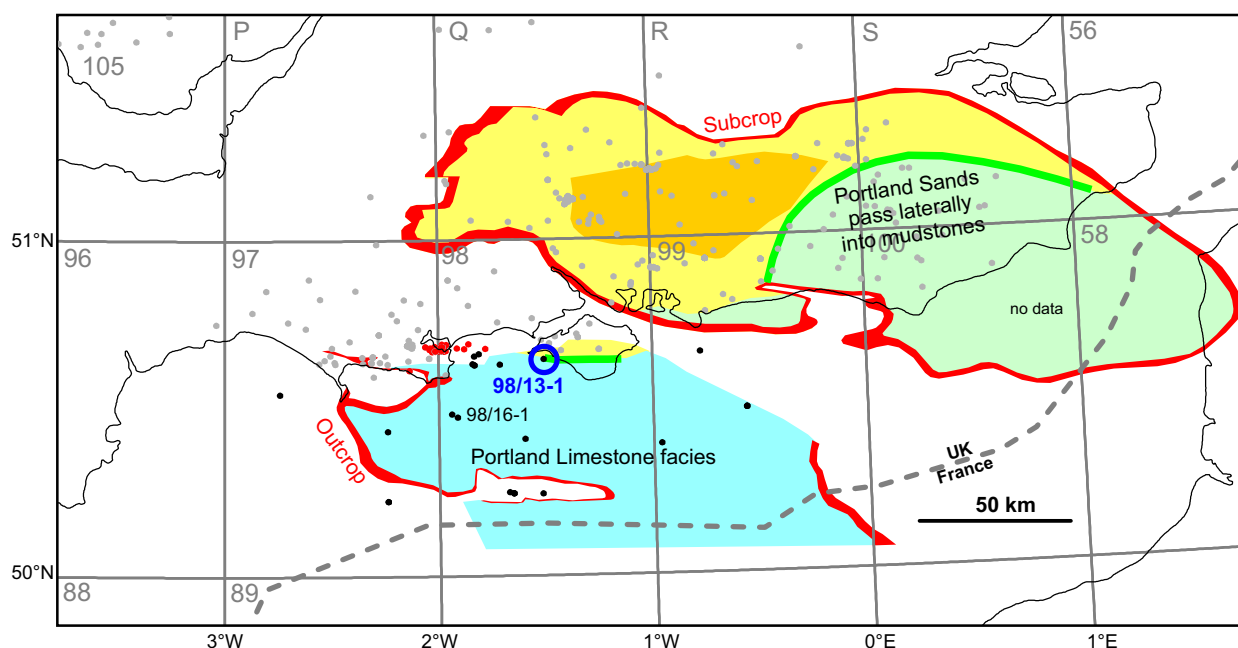 P
Q
R
S
56
105
Subcrop
Portland Sands
pass laterally
into mudstones
51°N
96
97
98
99
100
58
no data
98/13-1
98/16-1
Outcrop
Portland Limestone facies
UK
France
50 km
50°N
88
89
3°W
2°W
1°W
0°E
1°E